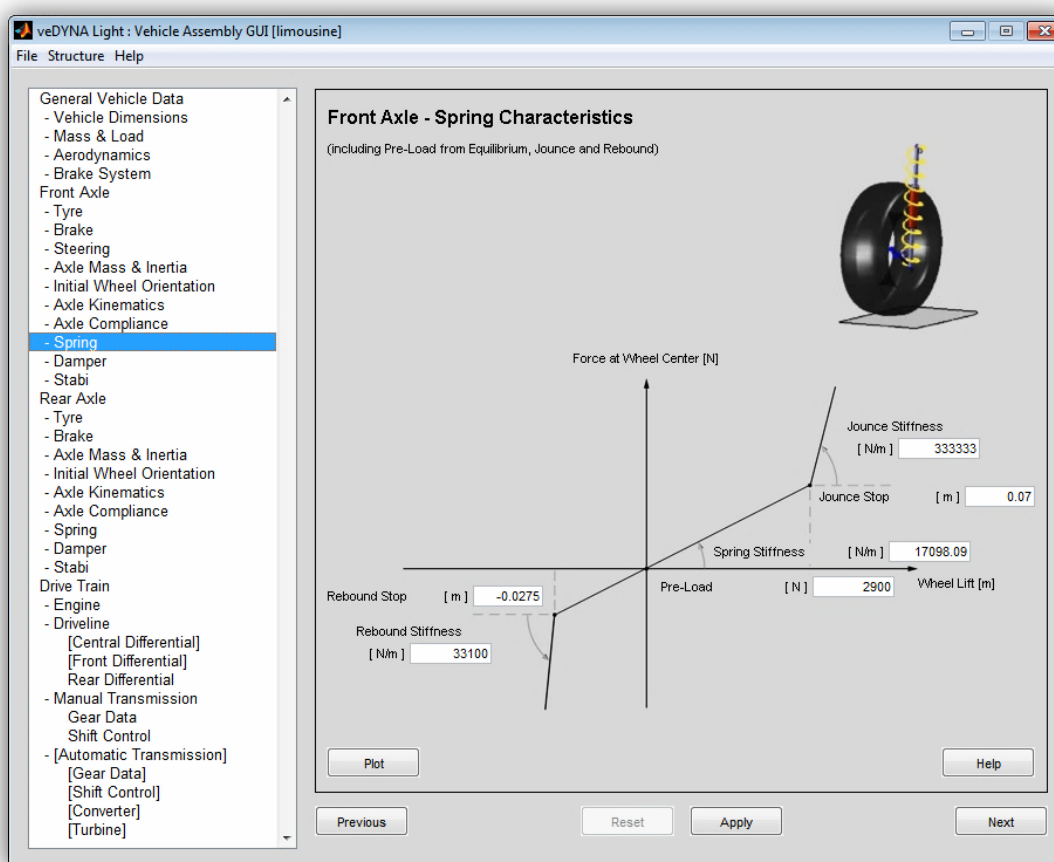 veDYNA Light : Vehicle Assembly GUI [limousine]
File Structure Help
General Vehicle Data
- Vehicle Dimensions
- Mass & Load
- Aerodynamics
- Brake System
Front Axle
- Tyre
- Brake
- Steering
- Axle Mass & Inertia
- Initial Wheel Orientation
- Axle Kinematics
- Axle Compliance
- Spring
- Damper
- Stabi
Rear Axle
- Tyre
- Brake
- Axle Mass & Inertia
- Initial Wheel Orientation
- Axle Kinematics
- Axle Compliance
- Spring
- Damper
- Stabi
Drive Train
- Engine
- Driveline
[Central Differential]
[Front Differential]
Rear Differential
- Manual Transmission
Gear Data
Shift Control
- [Automatic Transmission]
[Gear Data]
[Shift Control]
[Converter]
[Turbine]
Front Axle - Spring Characteristics
(including Pre-Load from Equilibrium, Jounce and Rebound)
Force at Wheel Center [N]
Jounce Stiffness
[ N/m ] 333333
Jounce Stop [ m ] 0.07
Spring Stiffness [ N/m ] 17098.09
Pre-Load [ N ] 2900 Wheel Lift [m]
Rebound Stop [ m ] -0.0275
Rebound Stiffness
[ N/m ] 33100
Plot Help
Previous Reset Apply Next